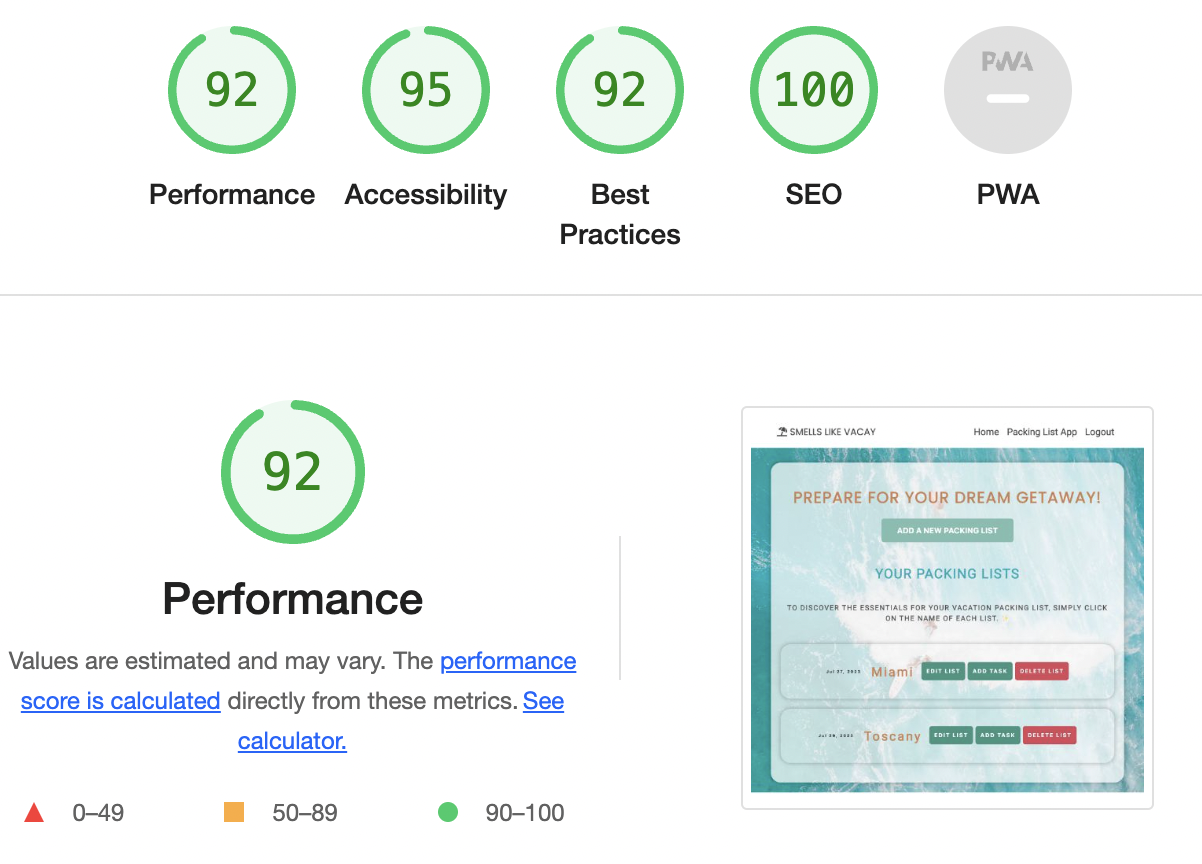 92
95
92
100
PWA
Performance
Accessibility
Best
Practices
SEO
PWA
92
Performance
Values are estimated and may vary. The performance
score is calculated directly from these metrics. See
calculator.
0–49
50–89
90–100
SMELLS LIKE VACAY
Home Packing List App Logout
PREPARE FOR YOUR DREAM GETAWAY!
ADD A NEW PACKING LIST
YOUR PACKING LISTS
TO DISCOVER THE ESSENTIALS FOR YOUR VACATION PACKING LIST, SIMPLY CLICK
ON THE NAME OF EACH LIST.
Jul 27, 2023 Miami EDIT LIST ADD TASK DELETE LIST
Toscany EDIT LIST ADD TASK DELETE LIST